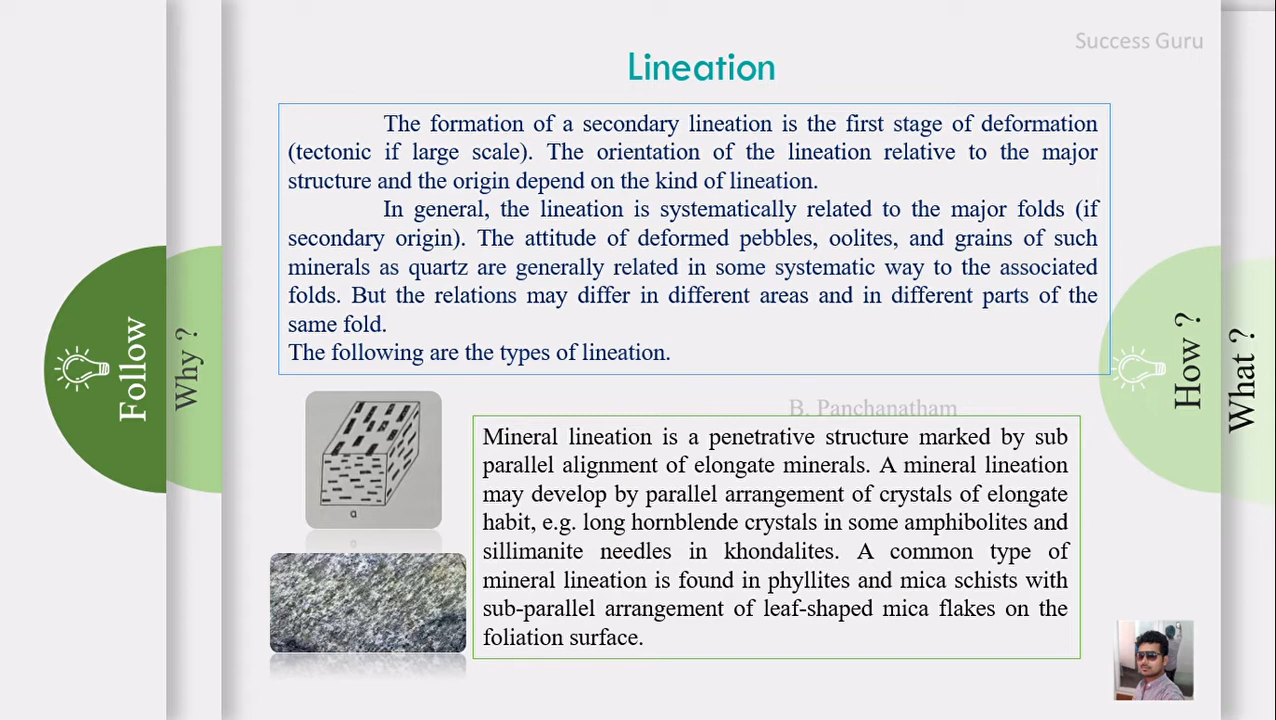 Success Guru
Lineation
The formation of a secondary lineation is the first stage of deformation
(tectonic if large scale). The orientation of the lineation relative to the major
structure and the origin depend on the kind of lineation.
In general, the lineation is systematically related to the major folds (if
secondary origin). The attitude of deformed pebbles, oolites, and grains of such
minerals as quartz are generally related in some systematic way to the associated
folds. But the relations may differ in different areas and in different parts of the
same fold.
The following are the types of lineation.
Follow
Why ?
How ?
What ?
B. Panchanatham
a
Mineral lineation is a penetrative structure marked by sub
parallel alignment of elongate minerals. A mineral lineation
may develop by parallel arrangement of crystals of elongate
habit, e.g. long hornblende crystals in some amphibolites and
sillimanite needles in khondalites. A common type of
mineral lineation is found in phyllites and mica schists with
sub-parallel arrangement of leaf-shaped mica flakes on the
foliation surface.